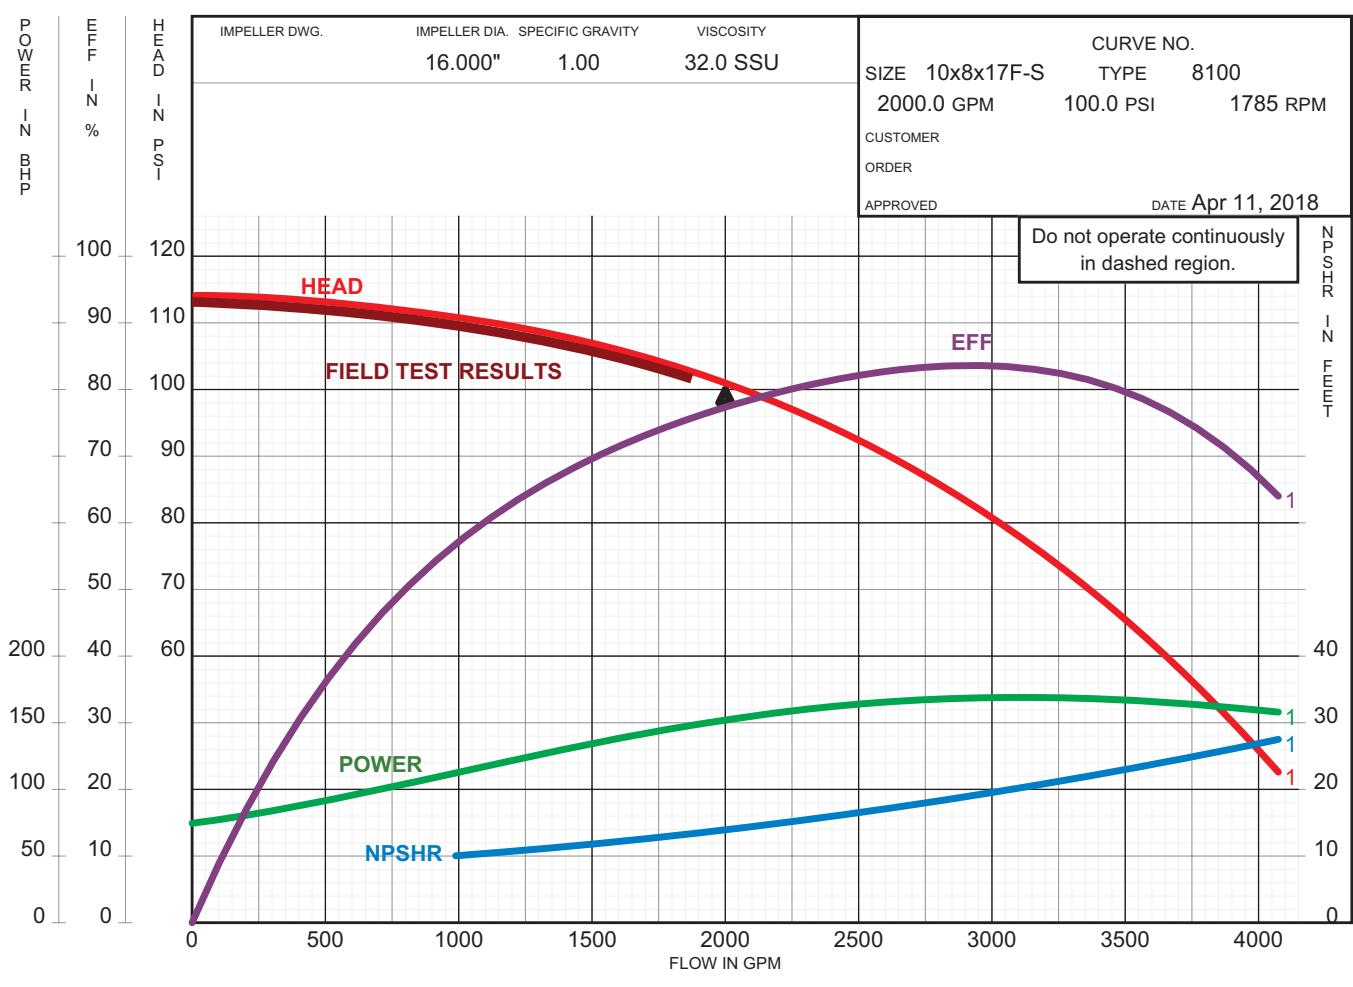 POWER IN BHP
EFF IN %
HEAD IN PSI
IMPELLER DWG.
IMPELLER DIA.
SPECIFIC GRAVITY
VISCOSITY
16.000"
1.00
32.0 SSU
CURVE NO.
SIZE 10x8x17F-S TYPE 8100
2000.0 GPM 100.0 PSI 1785 RPM
CUSTOMER
ORDER
APPROVED DATE Apr 11, 2018
Do not operate continuously
in dashed region.
NPSHR IN FEET
100 120
HEAD
90 110
EFF
FIELD TEST RESULTS
80 100
70 90
1
60 80
50 70
200 40 60 40
150 30 30
1
1
POWER
1
100 20 20
NPSHR
50 10 10
0 0 0
0 500 1000 1500 2000 2500 3000 3500 4000
FLOW IN GPM